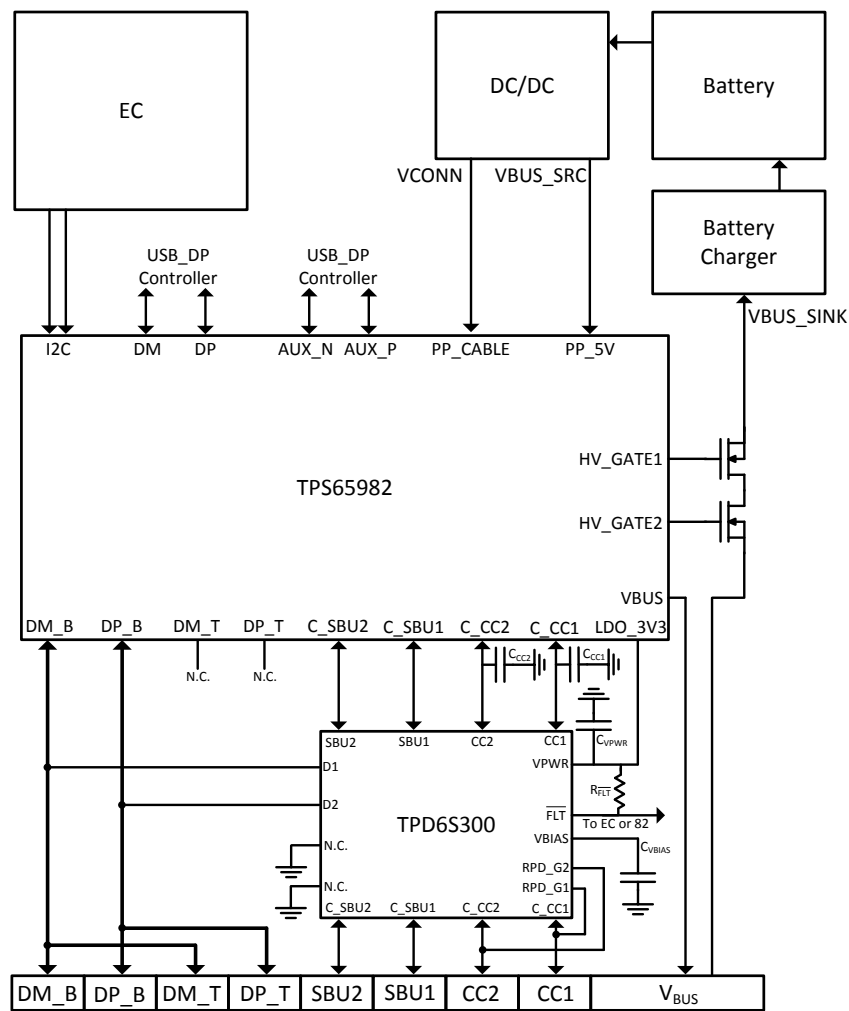 EC
DC/DC
Battery
VCONN
VBUS_SRC
Battery
Charger
USB_DP
Controller
USB_DP
Controller
VBUS_SINK
I2C
DM
DP
AUX_N
AUX_P
PP_CABLE
PP_5V
HV_GATE1
TPS65982
HV_GATE2
VBUS
DM_B
DP_B
DM_T
DP_T
C_SBU2
C_SBU1
C_CC2
C_CC1
LDO_3V3
N.C.
N.C.
CCC2
CCC1
SBU2
SBU1
CC2
CC1
CVPWR
VPWR
D1
RFLT
D2
TPD6S300
FLT
To EC or 82
VBIAS
CVBIAS
N.C.
RPD_G2
N.C.
RPD_G1
C_SBU2
C_SBU1
C_CC2
C_CC1
DM_B
DP_B
DM_T
DP_T
SBU2
SBU1
CC2
CC1
VBUS